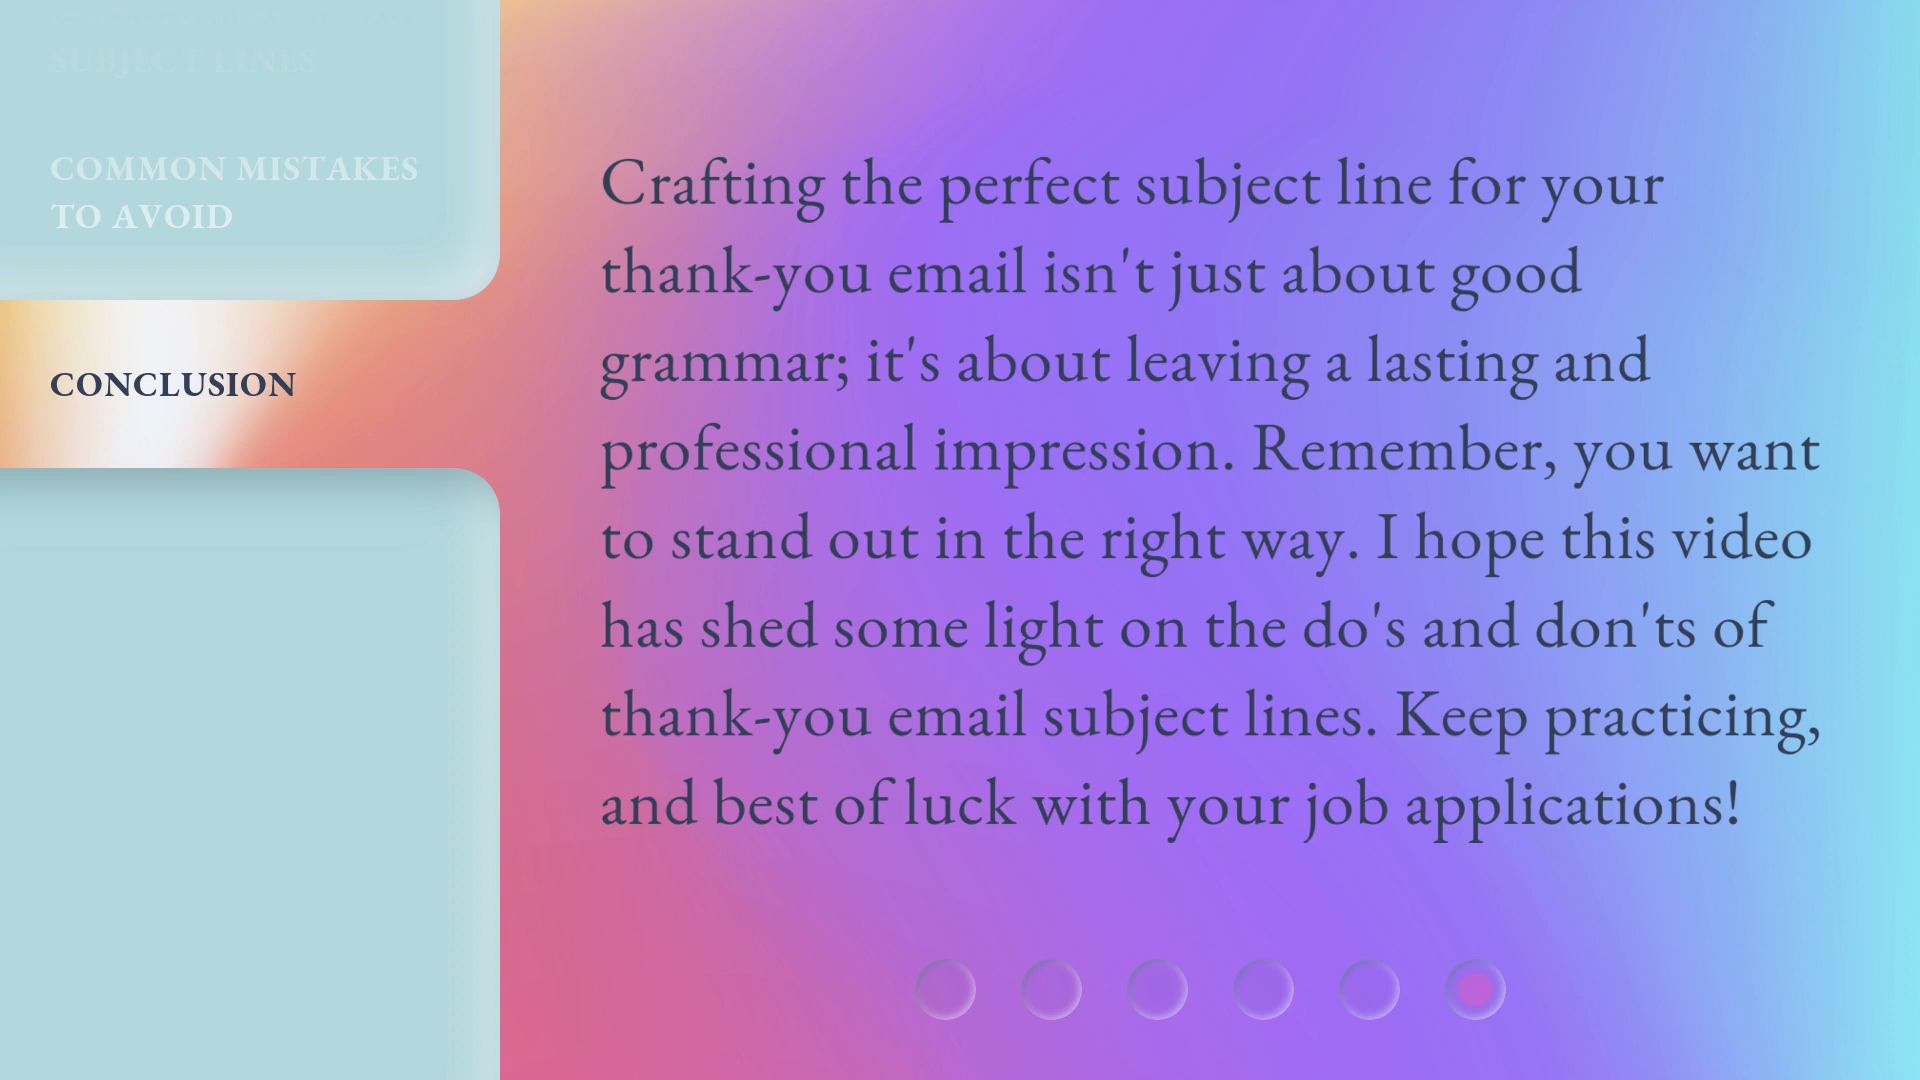 SUBJECT LINES
COMMON MISTAKES
TO AVOID
CONCLUSION
Crafting the perfect subject line for your
thank-you email isn't just about good
grammar; it's about leaving a lasting and
professional impression. Remember, you want
to stand out in the right way. I hope this video
has shed some light on the do's and don'ts of
thank-you email subject lines. Keep practicing,
and best of luck with your job applications!